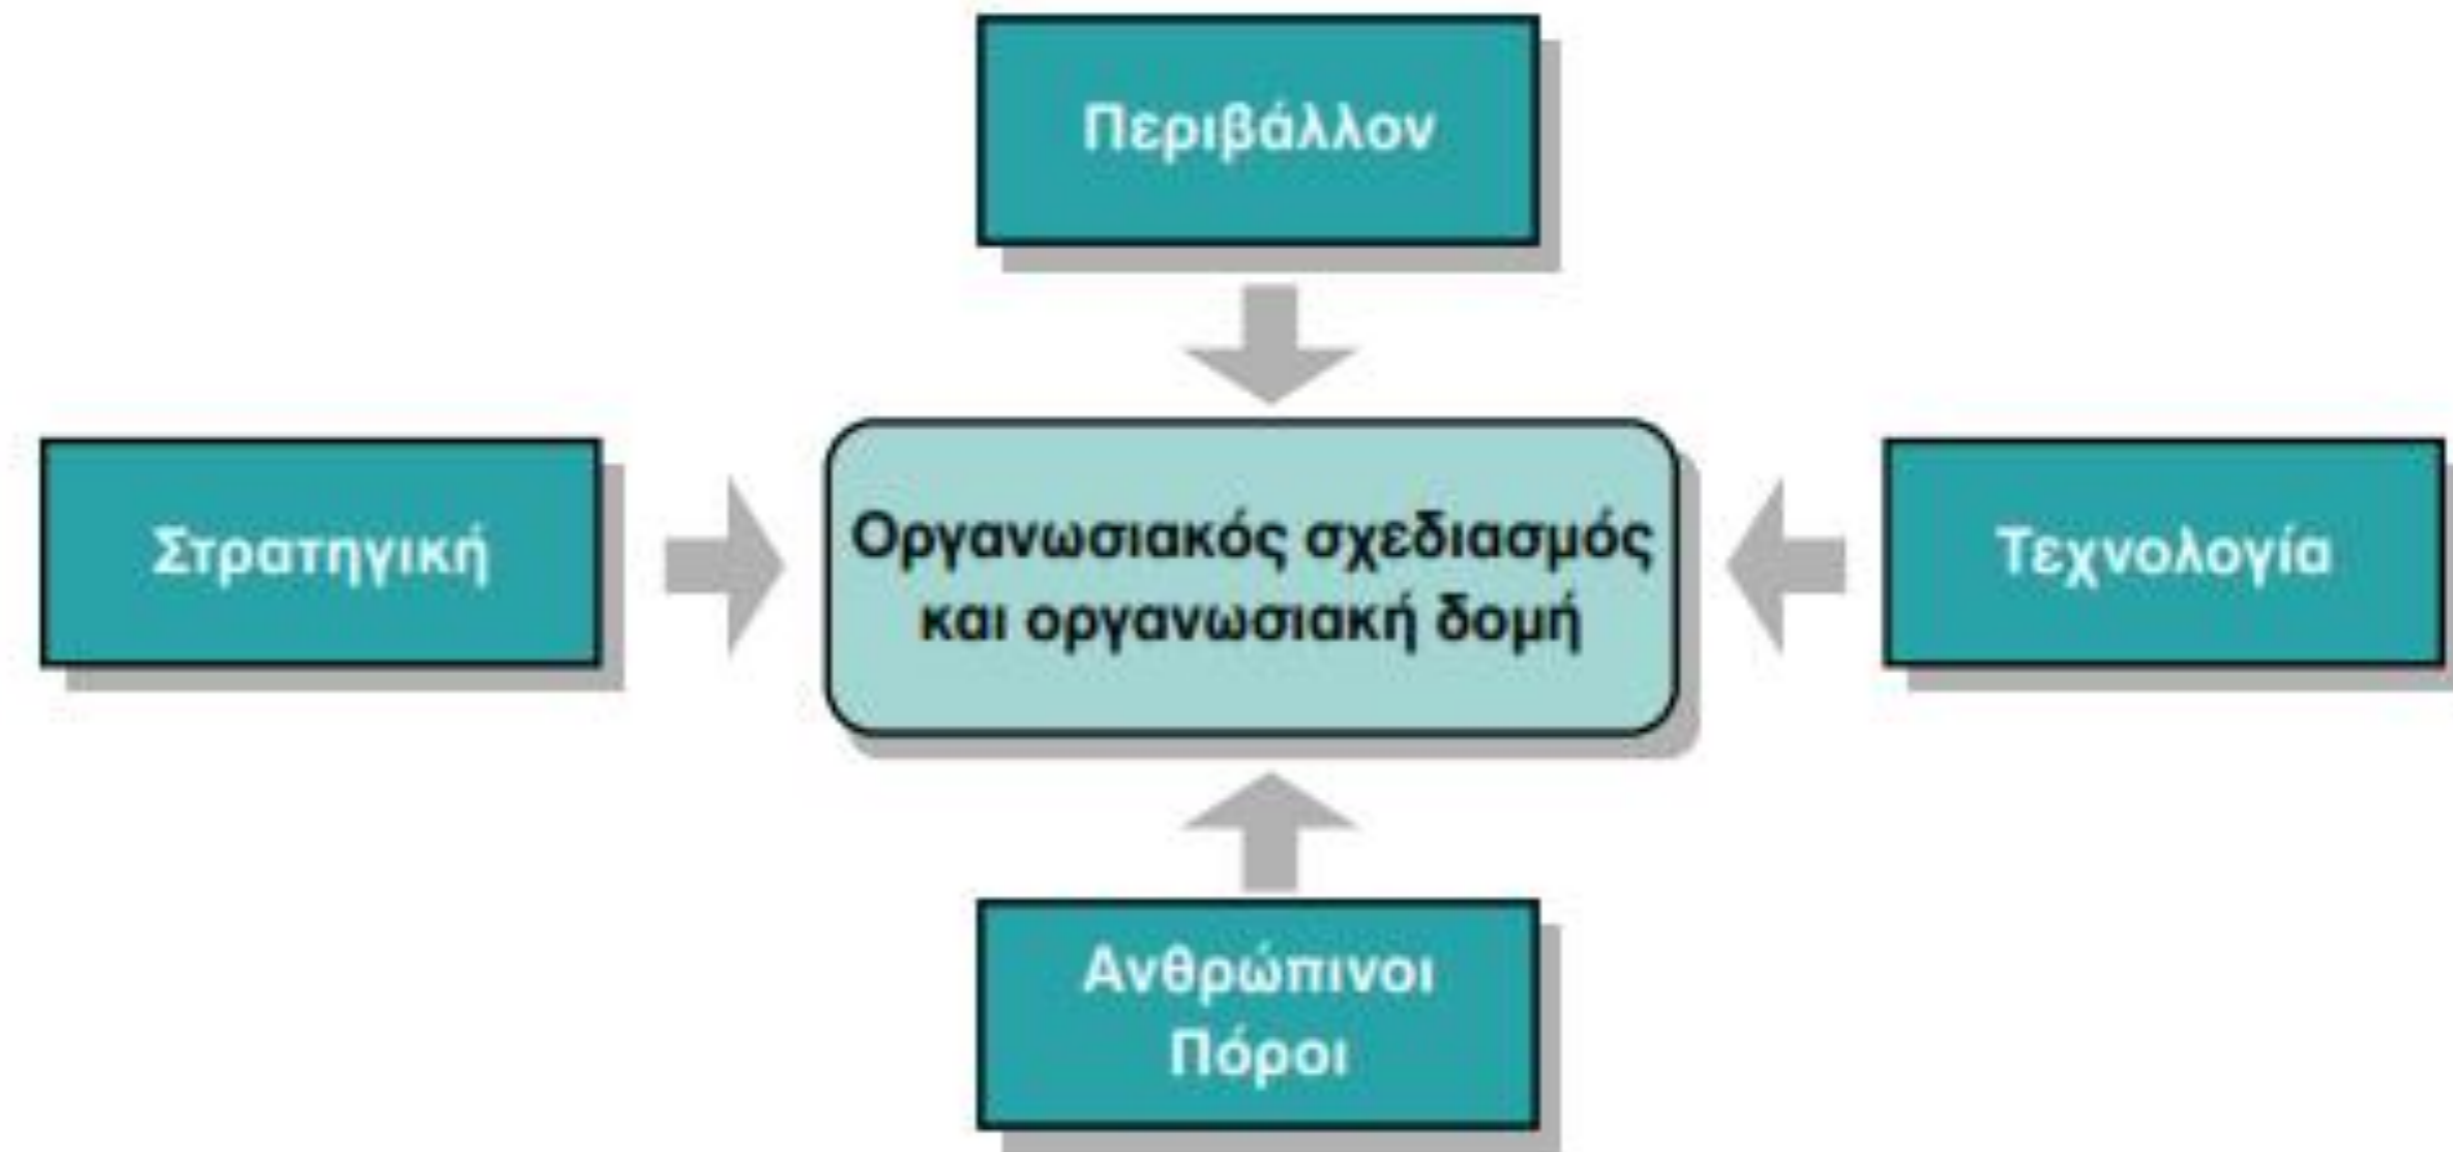 Περιβάλλον
Στρατηγική
Οργανωσιακός σχεδιασμός
και οργανωσιακή δομή
Τεχνολογία
Ανθρώπινοι
Πόροι